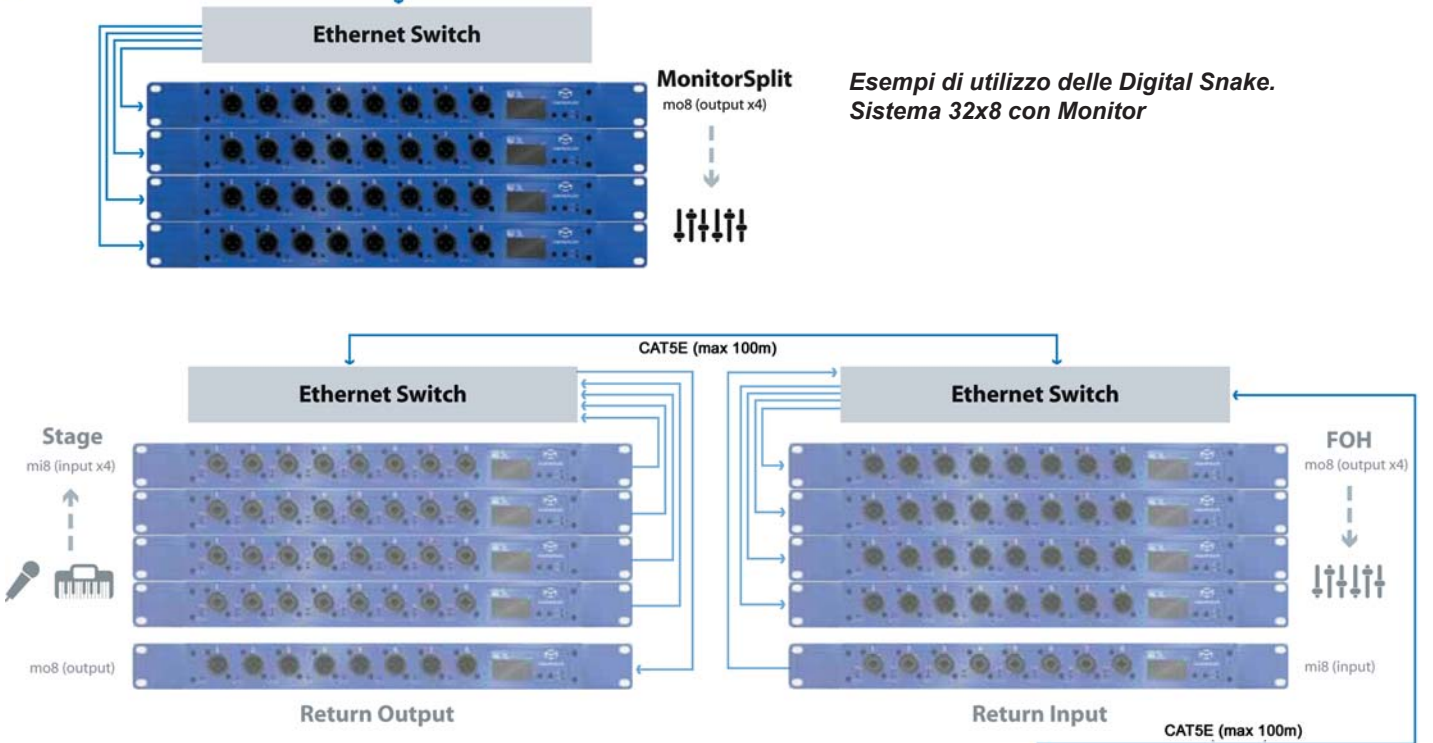 Ethernet Switch
MonitorSplit
mo8 (output x4)
Esempi di utilizzo delle Digital Snake.
Sistema 32x8 con Monitor
CAT5E (max 100m)
Ethernet Switch
Ethernet Switch
Stage
mi8 (input x4)
FOH
mo8 (output x4)
mo8 (output)
mi8 (input)
Return Output
Return Input
CAT5E (max 100m)